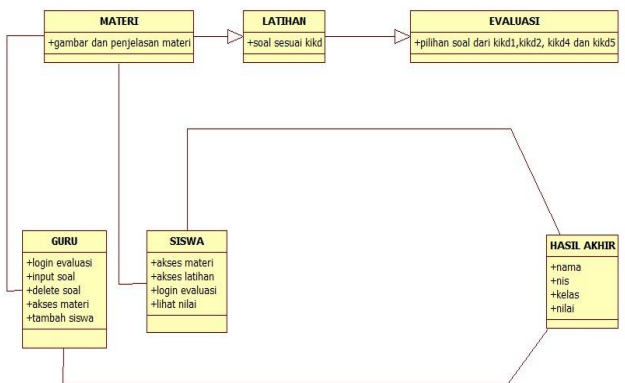 MATERI
+gambar dan penjelasan materi
LATIHAN
+soal sesuai kikd
EVALUASI
+pilihan soal dari kikd1,kikd2, kikd4 dan kikd5
GURU
+login evaluasi
+input soal
+delete soal
+akses materi
+tambah siswa
SISWA
+akses materi
+akses latihan
+login evaluasi
+lihat nilai
HASIL AKHIR
+nama
+nis
+kelas
+nilai